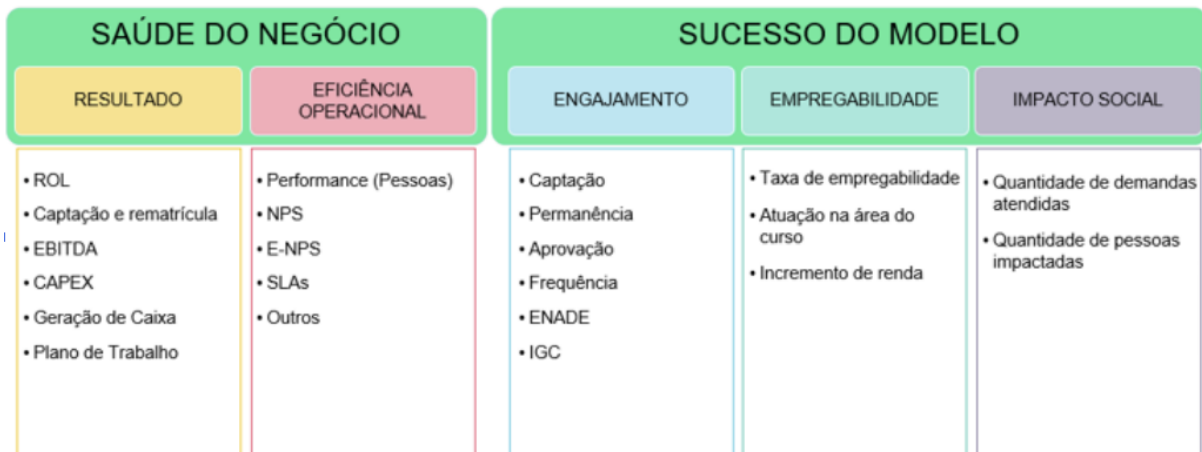 SAÚDE DO NEGÓCIO
SUCESSO DO MODELO
RESULTADO
EFICIÊNCIA
OPERACIONAL
ENGAJAMENTO
EMPREGABILIDADE
IMPACTO SOCIAL
• ROL
• Captação e rematrícula
• EBITDA
• CAPEX
• Geração de Caixa
• Plano de Trabalho
• Performance (Pessoas)
• NPS
• E-NPS
• SLAs
• Outros
• Captação
• Permanência
• Aprovação
• Frequência
• ENADE
• IGC
• Taxa de empregabilidade
• Atuação na área do
curso
• Incremento de renda
• Quantidade de demandas
atendidas
• Quantidade de pessoas
impactadas